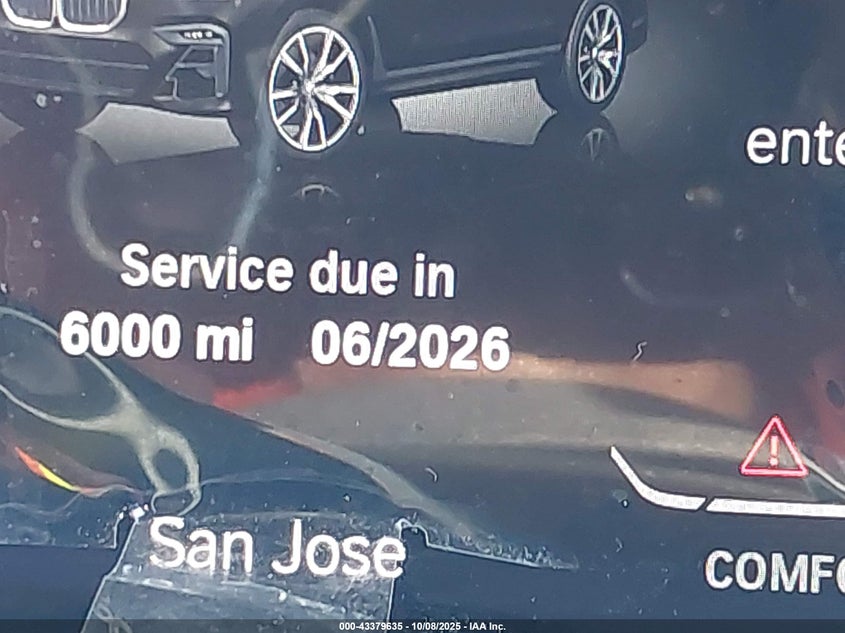 ente
Service due in
6000 mi 06/2026
San Jose
COMFO
000-43379635 - 10/08/2025 - IAA Inc.